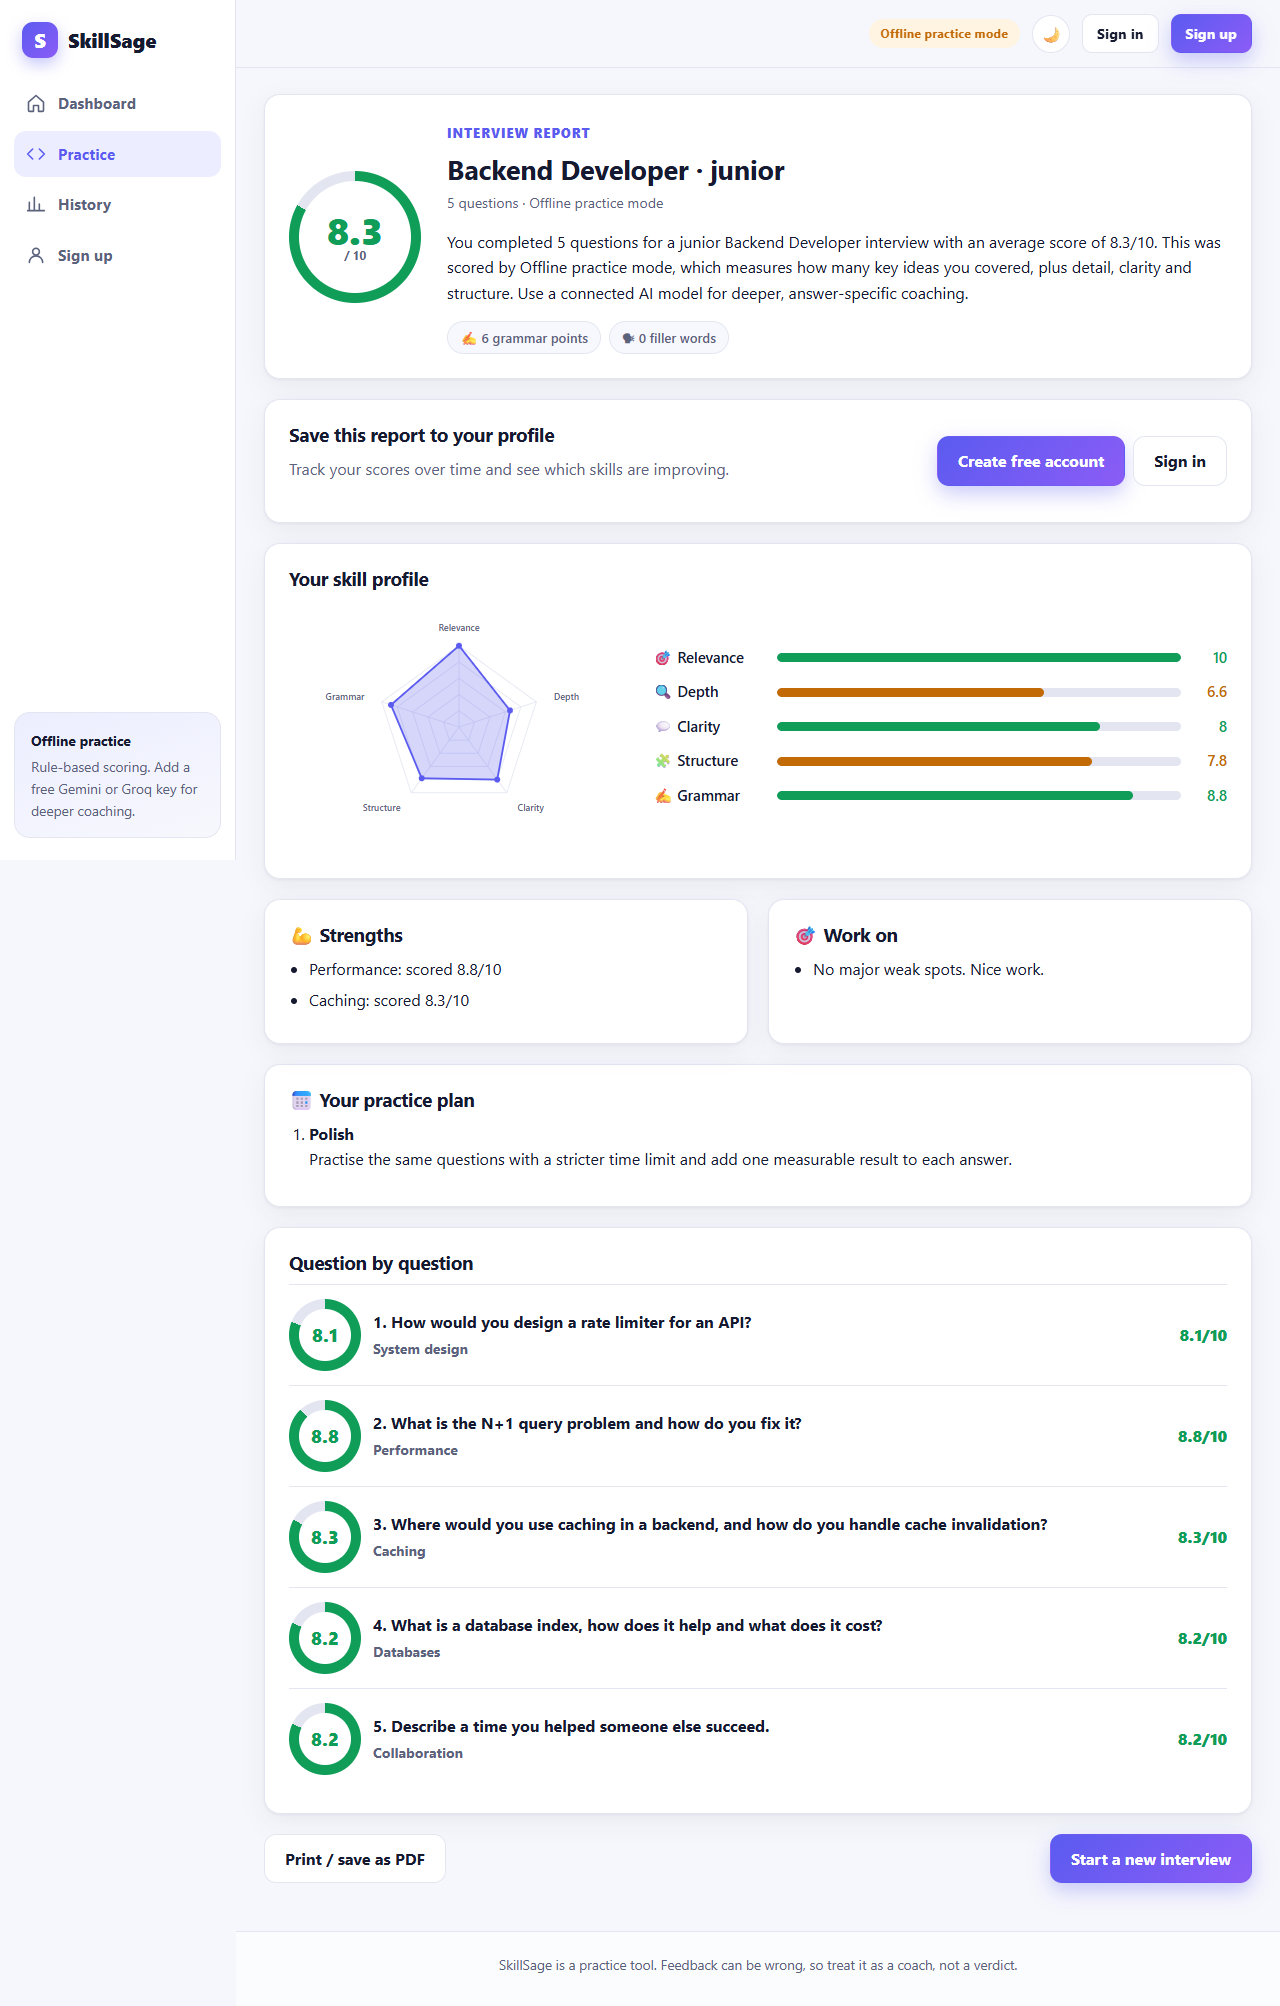 S SkillSage
Dashboard
Practice
History
Sign up
Offline practice
Rule-based scoring. Add a
free Gemini or Groq key for
deeper coaching.
Offline practice mode
Sign in
Sign up
INTERVIEW REPORT
Backend Developer · junior
5 questions · Offline practice mode
8.3
/ 10
You completed 5 questions for a junior Backend Developer interview with an average score of 8.3/10. This was
scored by Offline practice mode, which measures how many key ideas you covered, plus detail, clarity and
structure. Use a connected AI model for deeper, answer-specific coaching.
6 grammar points
0 filler words
Save this report to your profile
Track your scores over time and see which skills are improving.
Create free account
Sign in
Your skill profile
Relevance
Depth
Clarity
Structure
Grammar
Relevance 10
Depth 6.6
Clarity 8
Structure 7.8
Grammar 8.8
Strengths
• Performance: scored 8.8/10
• Caching: scored 8.3/10
Work on
• No major weak spots. Nice work.
Your practice plan
1. Polish
Practise the same questions with a stricter time limit and add one measurable result to each answer.
Question by question
8.1
1. How would you design a rate limiter for an API?
System design
8.1/10
8.8
2. What is the N+1 query problem and how do you fix it?
Performance
8.8/10
8.3
3. Where would you use caching in a backend, and how do you handle cache invalidation?
Caching
8.3/10
8.2
4. What is a database index, how does it help and what does it cost?
Databases
8.2/10
8.2
5. Describe a time you helped someone else succeed.
Collaboration
8.2/10
Print / save as PDF
Start a new interview
SkillSage is a practice tool. Feedback can be wrong, so treat it as a coach, not a verdict.